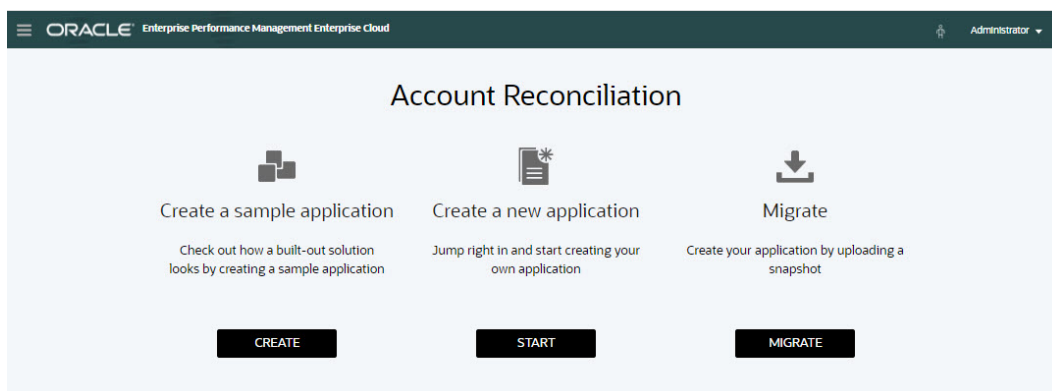 ORACLE Enterprise Performance Management Enterprise Cloud
Administrator
Account Reconciliation
Create a sample application
Check out how a built-out solution
looks by creating a sample application
CREATE
Create a new application
Jump right in and start creating your
own application
START
Migrate
Create your application by uploading a
snapshot
MIGRATE